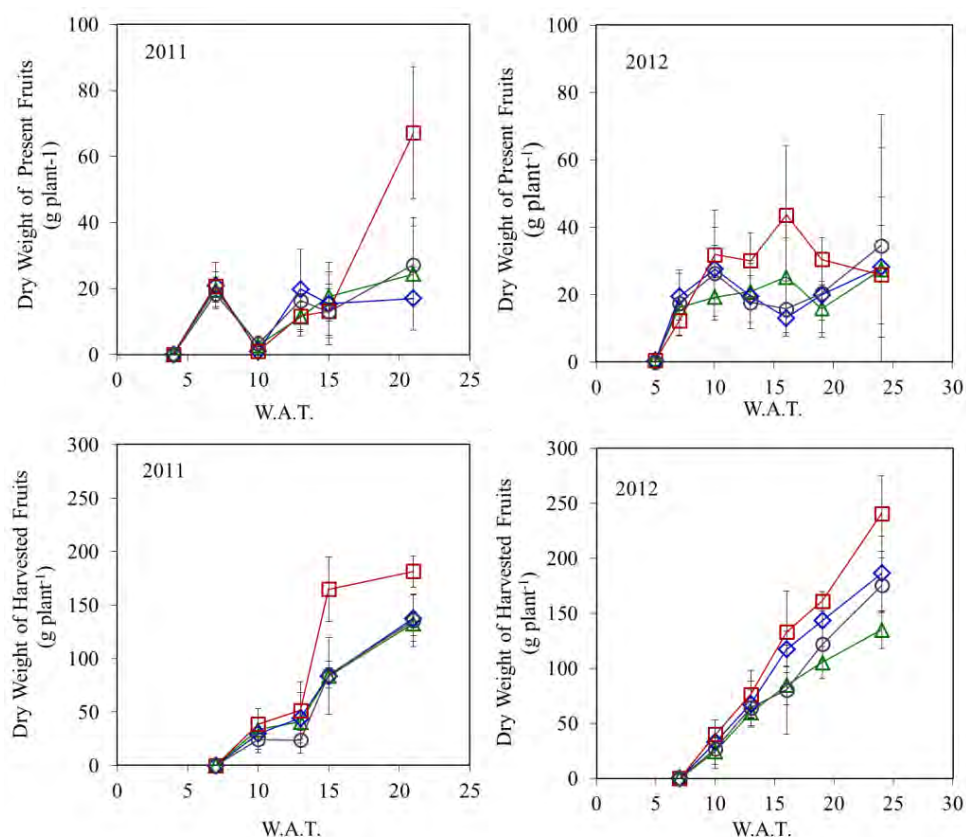 Dry Weight of Present Fruits
(g plant-1)
100
80
60
40
20
0
2011
0 5 10 15 20 25
W.A.T.
Dry Weight of Present Fruits
(g plant⁻¹)
100
80
60
40
20
0
2012
0 5 10 15 20 25 30
W.A.T.
Dry Weight of Harvested Fruits
(g plant⁻¹)
300
250
200
150
100
50
0
2011
0 5 10 15 20 25
W.A.T.
Dry Weight of Harvested Fruits
(g plant⁻¹)
300
250
200
150
100
50
0
2012
0 5 10 15 20 25 30
W.A.T.